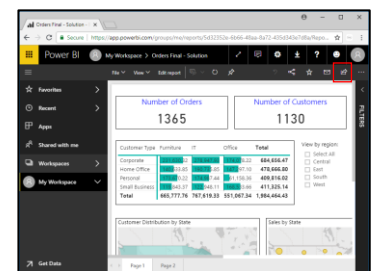 Orders Final - Solution
Secure https://app.powerbi.com/groups/me/reports/
Power BI My Workspace > Orders Final - Solution
File View Edit report
Favorites
Recent
Apps
Shared with me
Workspaces
My Workspace
Get Data
FILTERS
Number of Orders
1365
Number of Customers
1130
Customer Type Furniture IT Office Total
Corporate 684,656.47
Home Office 478,666.80
Personal 409,816.02
Small Business 411,325.14
Total 665,777.76 767,619.33 551,067.34 1,984,464.43
View by region:
Select All
Central
East
South
West
Customer Distribution by State
Sales by State
Page 1 Page 2